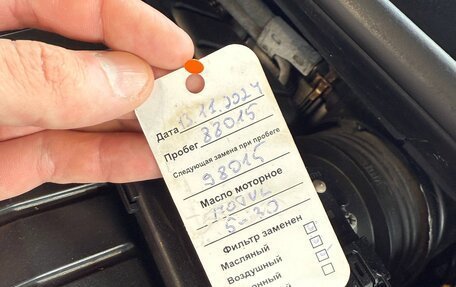 Дата 13.11.2024
Пробег 88015
Следующая замена при пробеге
98015
Масло моторное
5-30
Фильтр заменен
Масляный
Воздушный